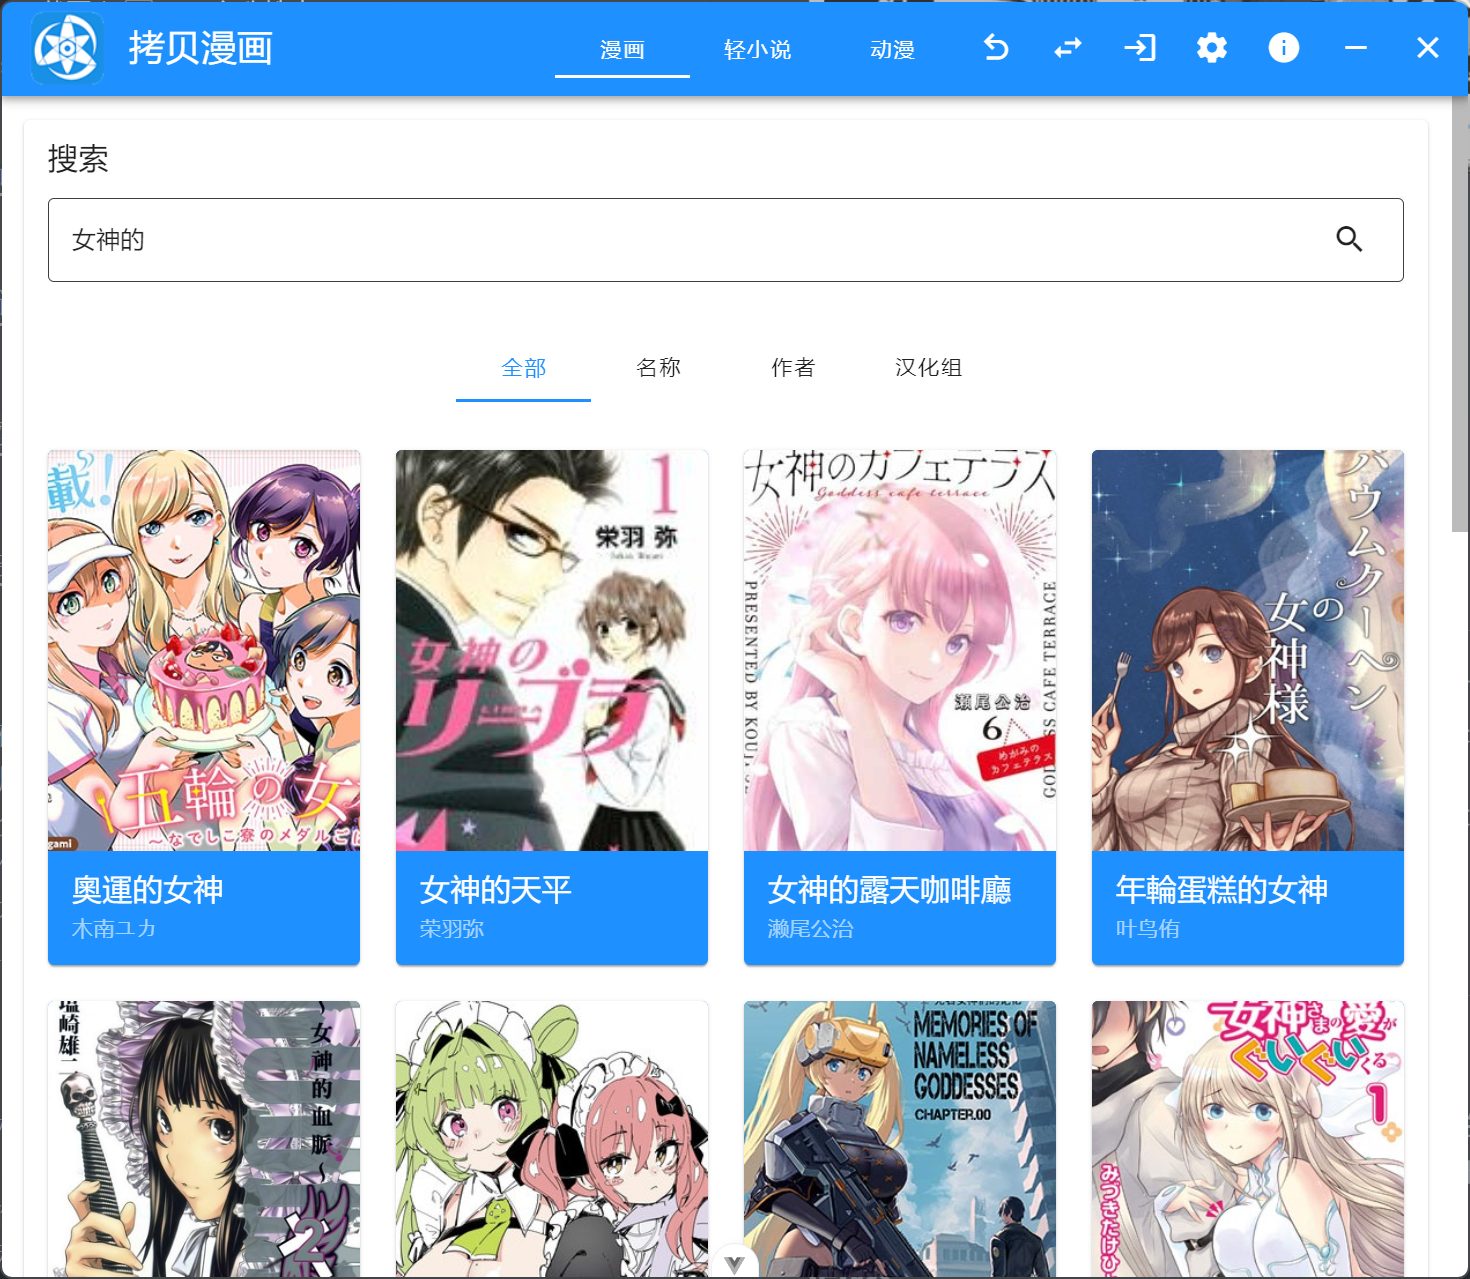 拷贝漫画
漫画
轻小说
动漫
搜索
女神的
全部
名称
作者
汉化组
載!
五輪の女
～なでしこ寮のメダルごは
gami
奧運的女神
木南ユカ
1
栄羽 弥
女神の
リブラ
女神的天平
荣羽弥
女神のカフェテラス
Goddess cafe terrace
PRESENTED BY KOUJ
GODDESS CAFE TERRACE
瀬尾公治
6
めがみの
カフェテラス
女神的露天咖啡廳
濑尾公治
バウムクーヘン
の
女神様
年輪蛋糕的女神
叶鸟侑
塩崎雄二
～女神的血脈～
2
MEMORIES OF
NAMELESS
GODDESSES
CHAPTER.00
女神さまの愛が
ぐいぐいくる
1
みづきたけひ